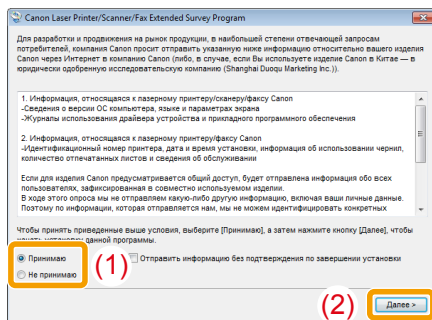 Canon Laser Printer/Scanner/Fax Extended Survey Program
Для разработки и продвижения на рынок продукции, в наибольшей степени отвечающей запросам
потребителей, компания Canon просит отправить указанную ниже информацию относительно вашего изделия
Canon через Интернет в компанию Canon (либо, в случае, если Вы используете изделие Canon в Китае — в
юридически одобренную исследовательскую компанию (Shanghai Duoqu Marketing Inc.)).
1. Информация, относящаяся к лазерному принтеру/сканеру/факсу Canon
-Сведения о версии ОС компьютера, языке и параметрах экрана
-Журналы использования драйвера устройства и прикладного программного обеспечения
2. Информация, относящаяся к лазерному принтеру/факсу Canon
-Идентификационный номер принтера, дата и время установки, информация об использовании чернил,
количество отпечатанных листов и сведения об обслуживании
Если для изделия Canon предусматривается общий доступ, будет отправлена информация обо всех
пользователях, зафиксированная в совместно используемом изделии.
В ходе этого опроса мы не отправляем какую-либо другую информацию, включая ваши личные данные.
Поэтому по информации, которая отправляется нам, мы не можем идентифицировать конкретных
Чтобы принять приведенные выше условия, выберите [Принимаю], а затем нажмите кнопку [Далее], чтобы
начать установку данной программы.
Принимаю (1) Отправить информацию без подтверждения по завершении установки
Не принимаю
(2) Далее >